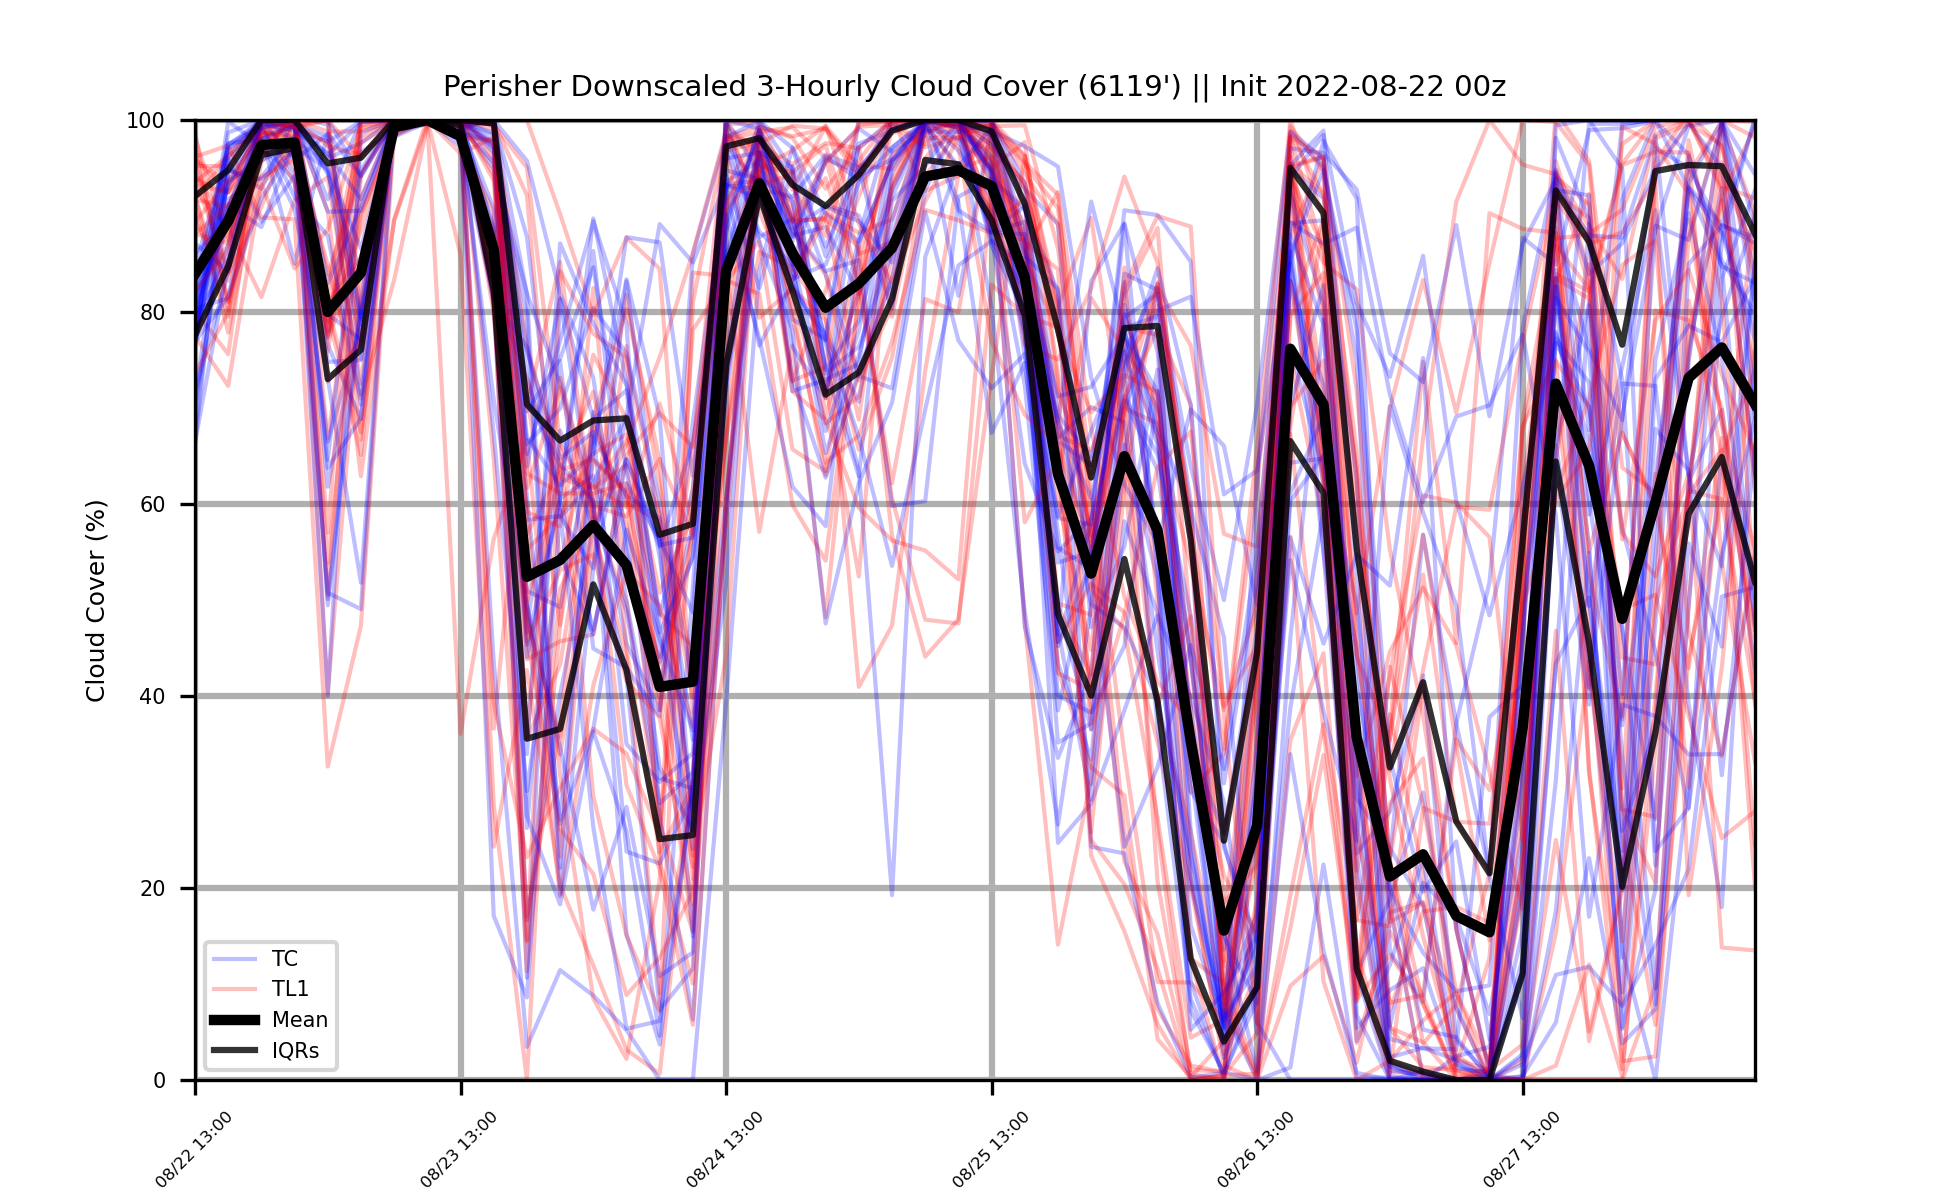 Perisher Downscaled 3-Hourly Cloud Cover (6119') || Init 2022-08-22 00z
Cloud Cover (%)
100
80
60
40
20
0
TC
TL1
Mean
IQRs
08/22 13:00
08/23 13:00
08/24 13:00
08/25 13:00
08/26 13:00
08/27 13:00